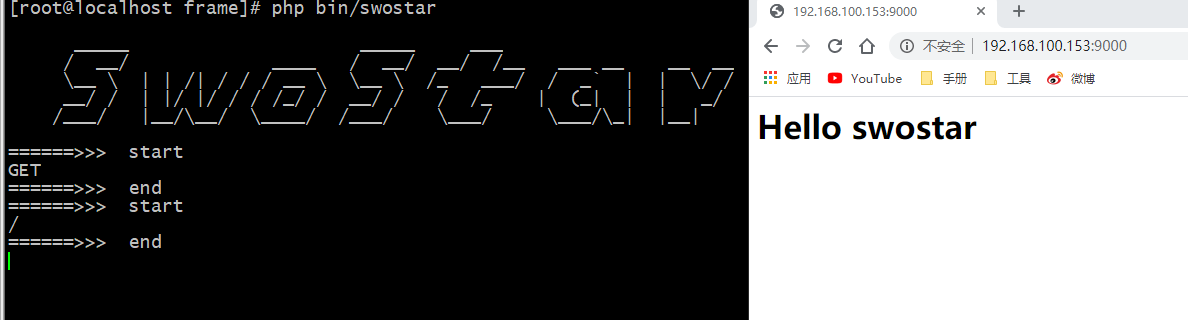 [root@localhost frame]# php bin/swostar
SwoStar
======>>>  start
GET
======>>>  end
======>>>  start
/
======>>>  end
192.168.100.153:9000
不安全 | 192.168.100.153:9000
应用 YouTube 手册 工具 微博
Hello swostar